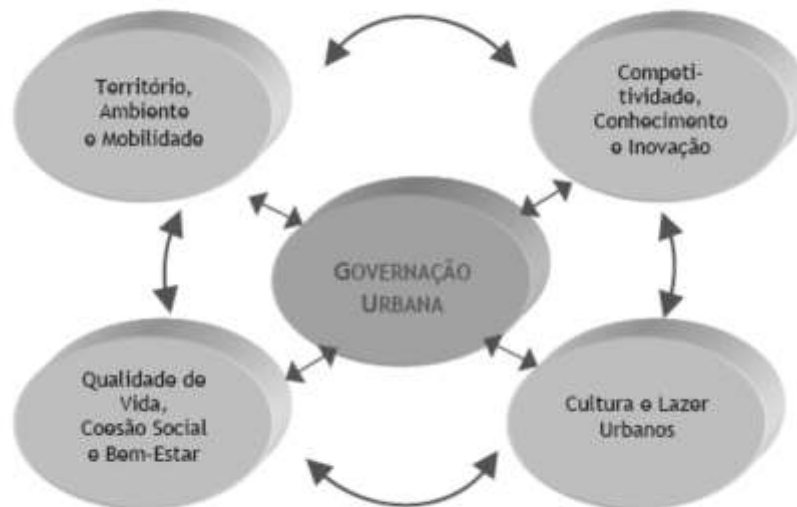 Território,
Ambiente
e Mobilidade
Competi-
tividade,
Conhecimento
e Inovação
GOVERNAÇÃO
URBANA
Qualidade de
Vida,
Coesão Social
e Bem-Estar
Cultura e Lazer
Urbanos